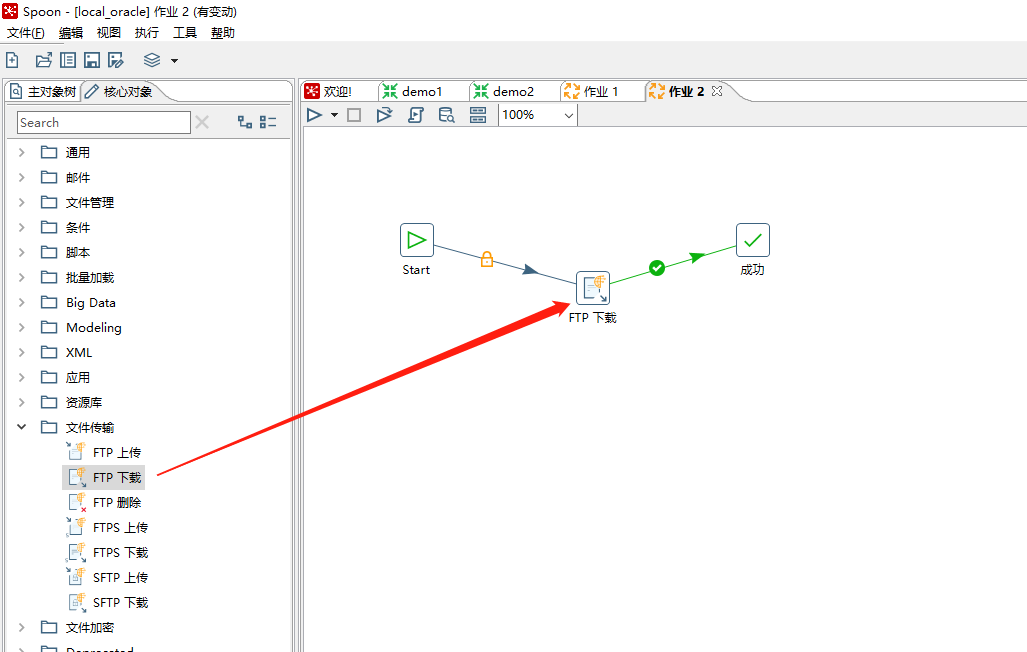 Spoon - [local_oracle] 作业 2 (有变动)
文件(F) 编辑 视图 执行 工具 帮助
主对象树 核心对象
欢迎! demo1 demo2 作业 1 作业 2
Search
100%
通用
邮件
文件管理
条件
脚本
批量加载
Big Data
Modeling
XML
应用
资源库
文件传输
FTP 上传
FTP 下载
FTP 删除
FTPS 上传
FTPS 下载
SFTP 上传
SFTP 下载
文件加密
Deprecated
Start
FTP 下载
成功